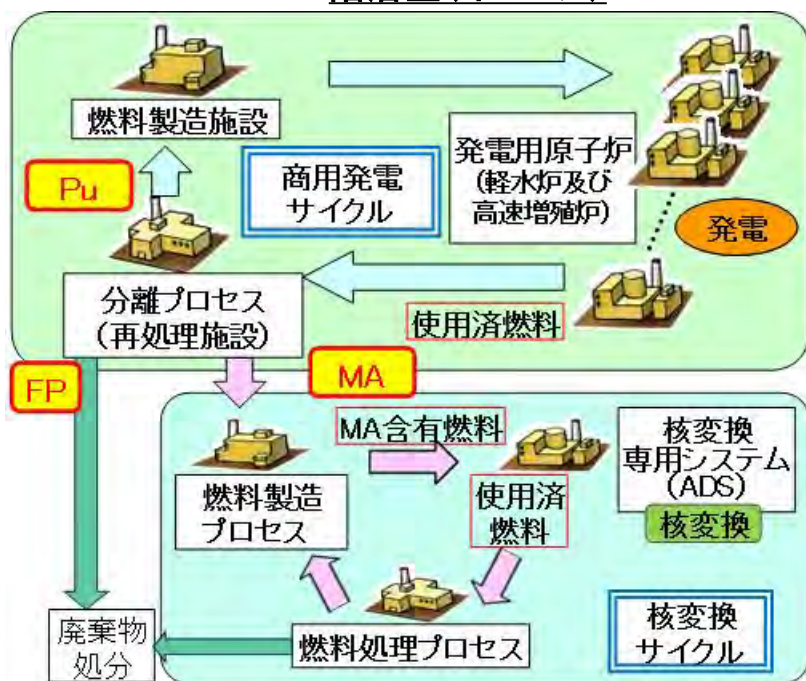 燃料製造施設
Pu
商用発電
サイクル
発電用原子炉
(軽水炉及び
高速増殖炉)
発電
分離プロセス
(再処理施設)
使用済燃料
FP
MA
MA含有燃料
核変換
専用システム
(ADS)
核変換
燃料製造
プロセス
使用済
燃料
廃棄物
処分
燃料処理プロセス
核変換
サイクル